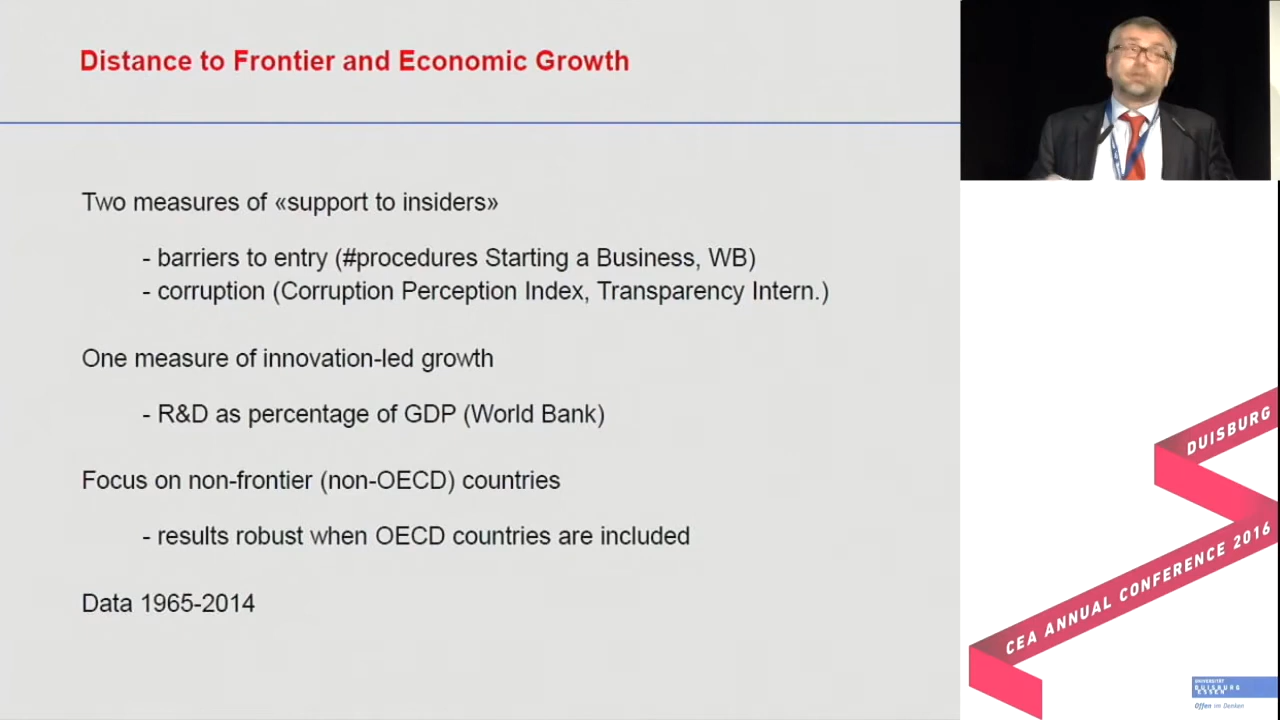 Distance to Frontier and Economic Growth
Two measures of «support to insiders»
- barriers to entry (#procedures Starting a Business, WB)
- corruption (Corruption Perception Index, Transparency Intern.)
One measure of innovation-led growth
- R&D as percentage of GDP (World Bank)
Focus on non-frontier (non-OECD) countries
- results robust when OECD countries are included
Data 1965-2014
DUISBURG
CEA ANNUAL CONFERENCE 2016
UNIVERSITÄT
DUISBURG
ESSEN
Offen im Denken